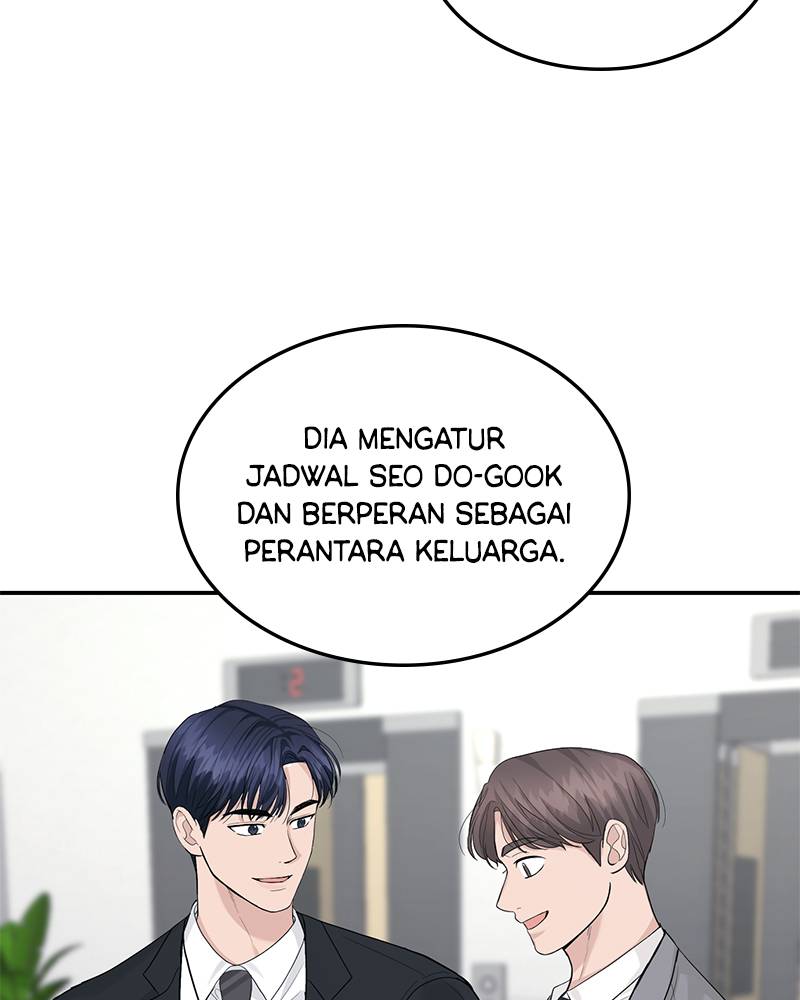 DIA MENGATUR
JADWAL SEO DO-GOOK
DAN BERPERAN SEBAGAI
PERANTARA KELUARGA.
2